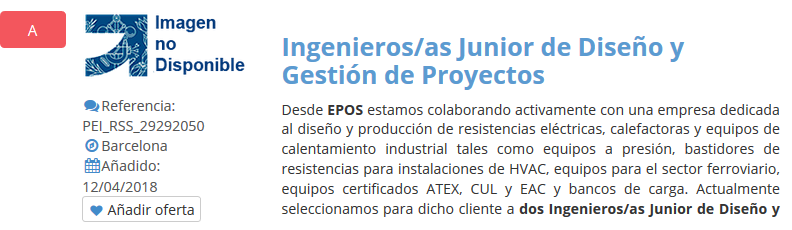 A
Imagen
no
Disponible
Referencia:
PEI_RSS_29292050
Barcelona
Añadido:
12/04/2018
Añadir oferta
Ingenieros/as Junior de Diseño y
Gestión de Proyectos
Desde EPOS estamos colaborando activamente con una empresa dedicada
al diseño y producción de resistencias eléctricas, calefactoras y equipos de
calentamiento industrial tales como equipos a presión, bastidores de
resistencias para instalaciones de HVAC, equipos para el sector ferroviario,
equipos certificados ATEX, CUL y EAC y bancos de carga. Actualmente
seleccionamos para dicho cliente a dos Ingenieros/as Junior de Diseño y